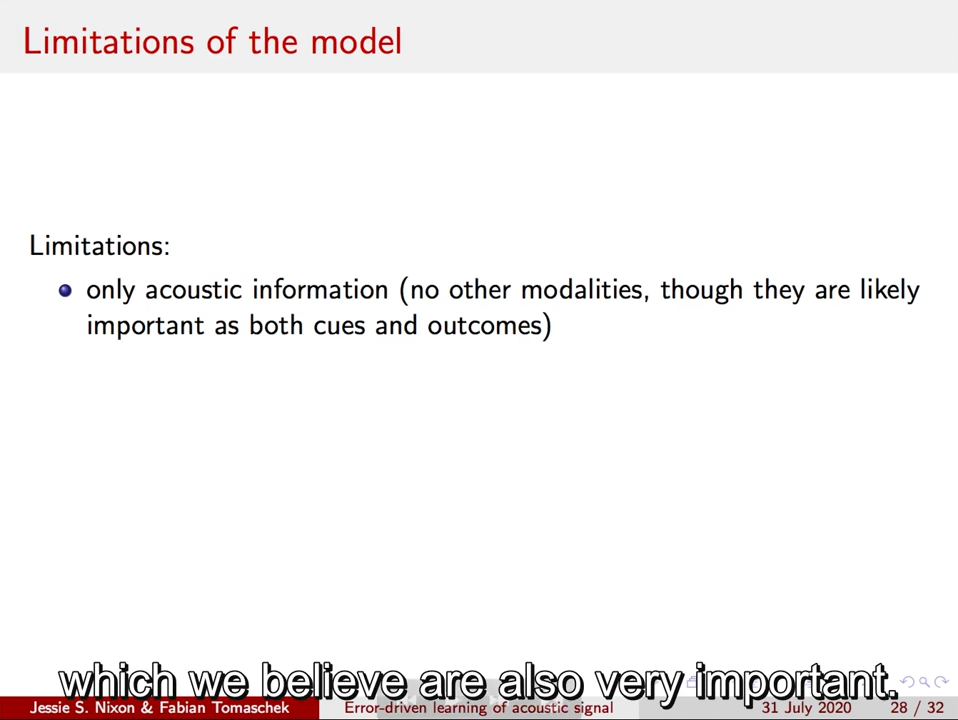 Limitations of the model
Limitations:
only acoustic information (no other modalities, though they are likely
important as both cues and outcomes)
which we believe are also very important.
Jessie S. Nixon & Fabian Tomaschek Error-driven learning of acoustic signal 31 July 2020 28 / 32